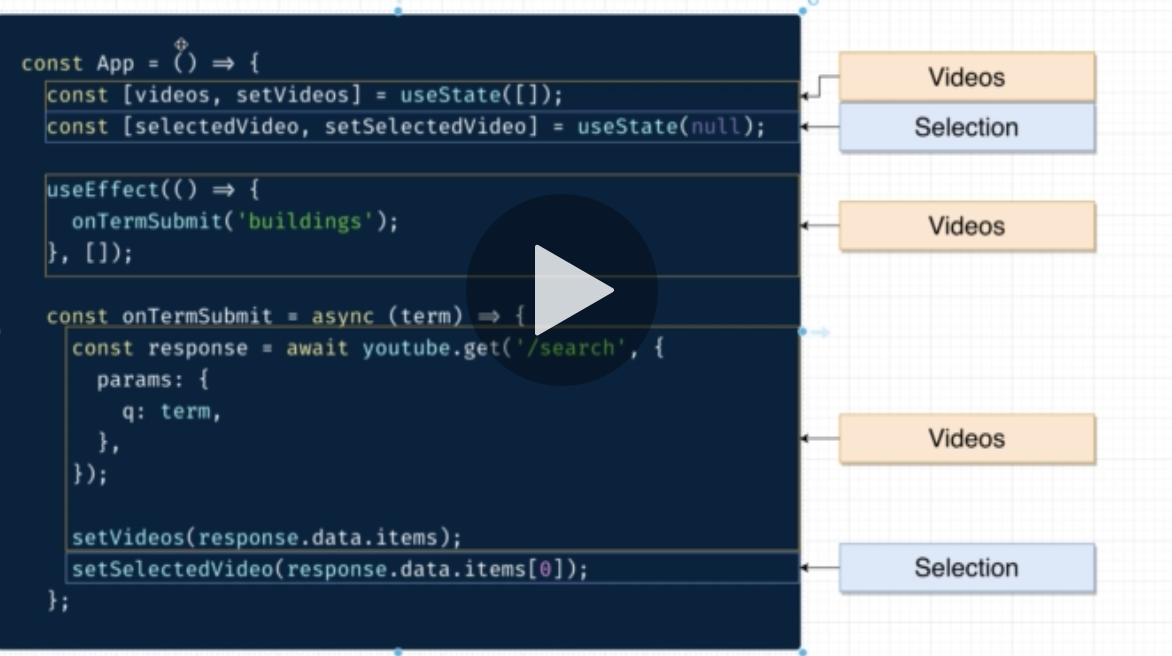 const App = () => {
const [videos, setVideos] = useState([]);
const [selectedVideo, setSelectedVideo] = useState(null);
useEffect(() => {
onTermSubmit('buildings');
}, []);
const onTermSubmit = async (term) => {
const response = await youtube.get('/search', {
params: {
q: term,
},
});
setVideos(response.data.items);
setSelectedVideo(response.data.items[0]);
};
Videos
Selection
Videos
Videos
Selection